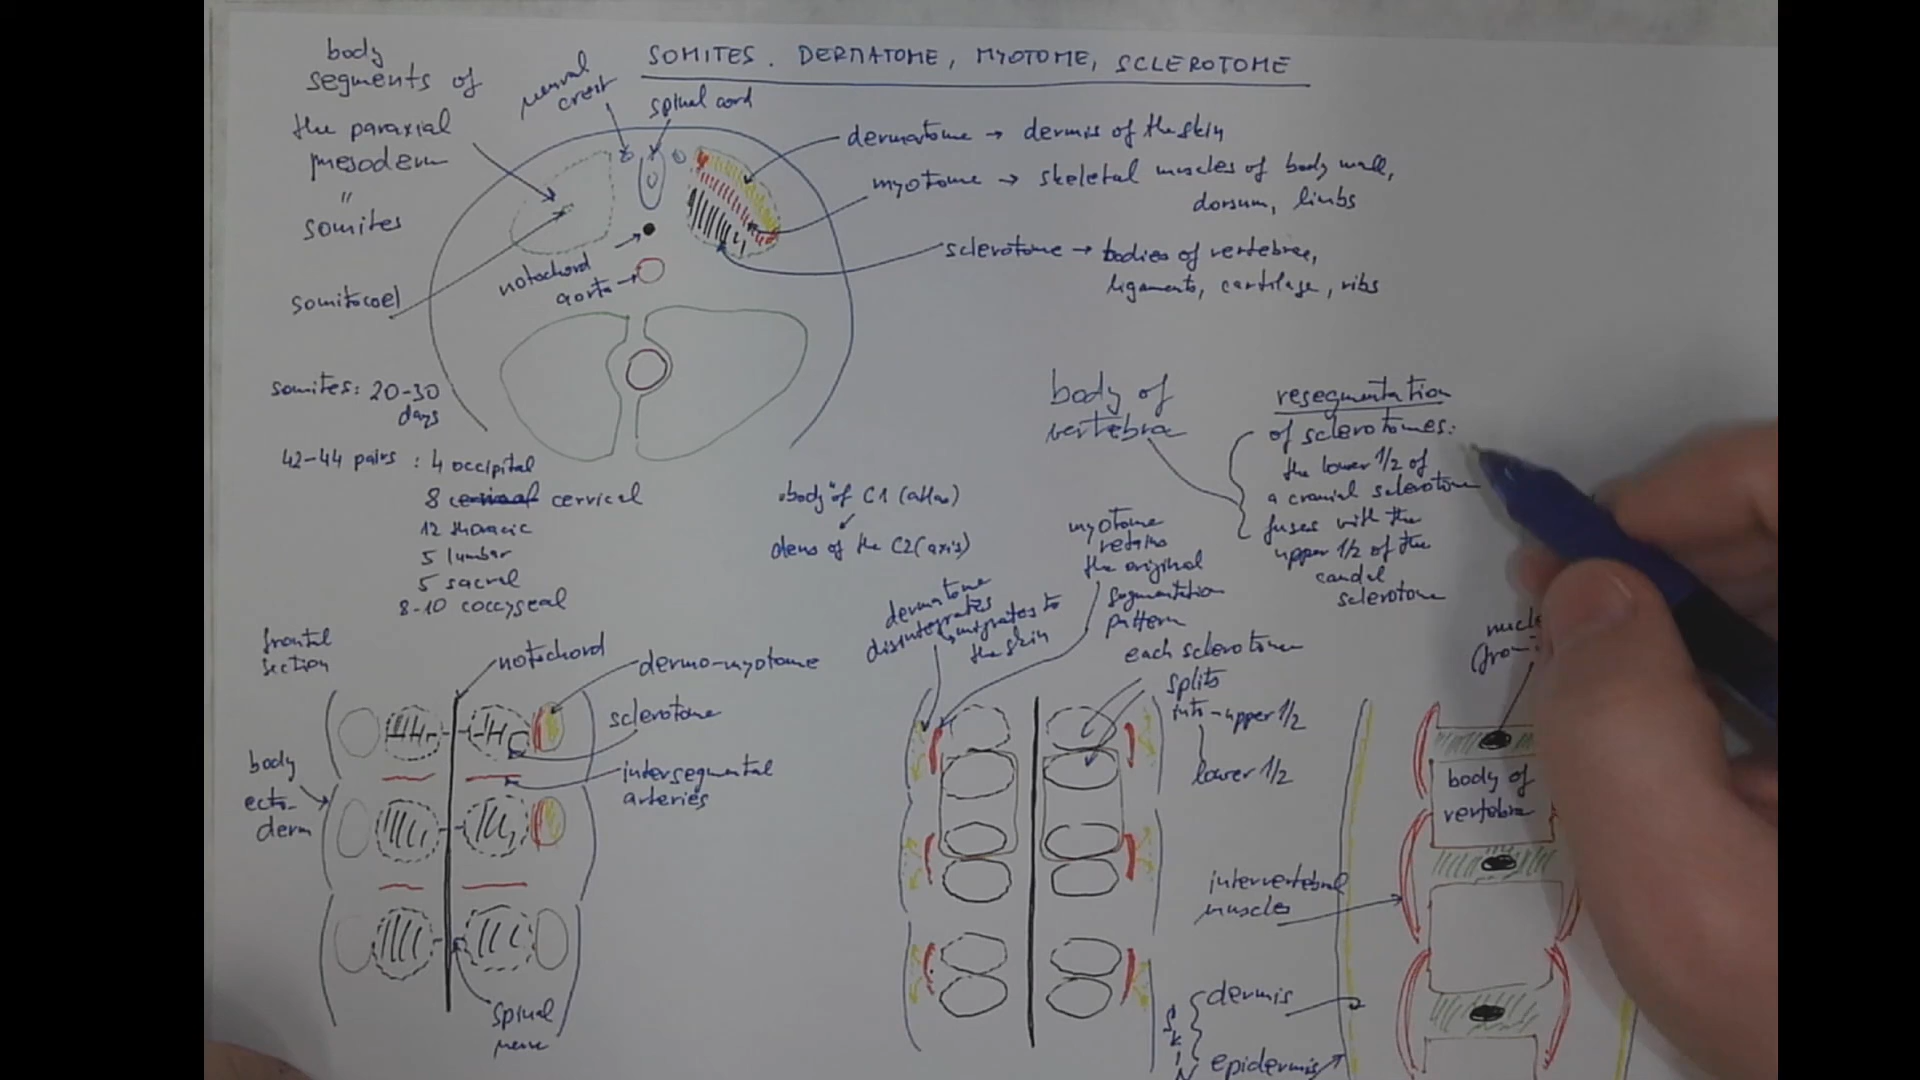 SOMITES. DERMATOME, MYOTOME, SCLEROTOME
body
segments of
the paraxial
mesoderm
"
somites
neural
crest
spinal cord
somitocoel
notochord
aorta
dermatome → dermis of the skin
myotome → skeletal muscles of body wall,
dorsum, limbs
sclerotome → bodies of vertebrae,
ligaments, cartilage, ribs
somites: 20-30
days
42-44 pairs : 4 occipital
8 cervical
12 thoracic
5 lumbar
5 sacral
8-10 coccygeal
"body" of C1 (atlas)
dens of the C2 (axis)
body of
vertebra
resegmentation
of sclerotomes:
the lower 1/2 of
a cranial sclerotome
fuses with the
upper 1/2 of the
caudal
sclerotome
frontal
section
notochord
dermo-myotome
sclerotome
intersegmental
arteries
body
ecto-
derm
spinal
nerve
dermatome
disintegrates
migrates to
the skin
myotome
retains
the original
segmentation
pattern
each sclerotome
splits
into - upper 1/2
lower 1/2
body of
vertebra
intervertebral
muscles
SKIN
dermis
epidermis